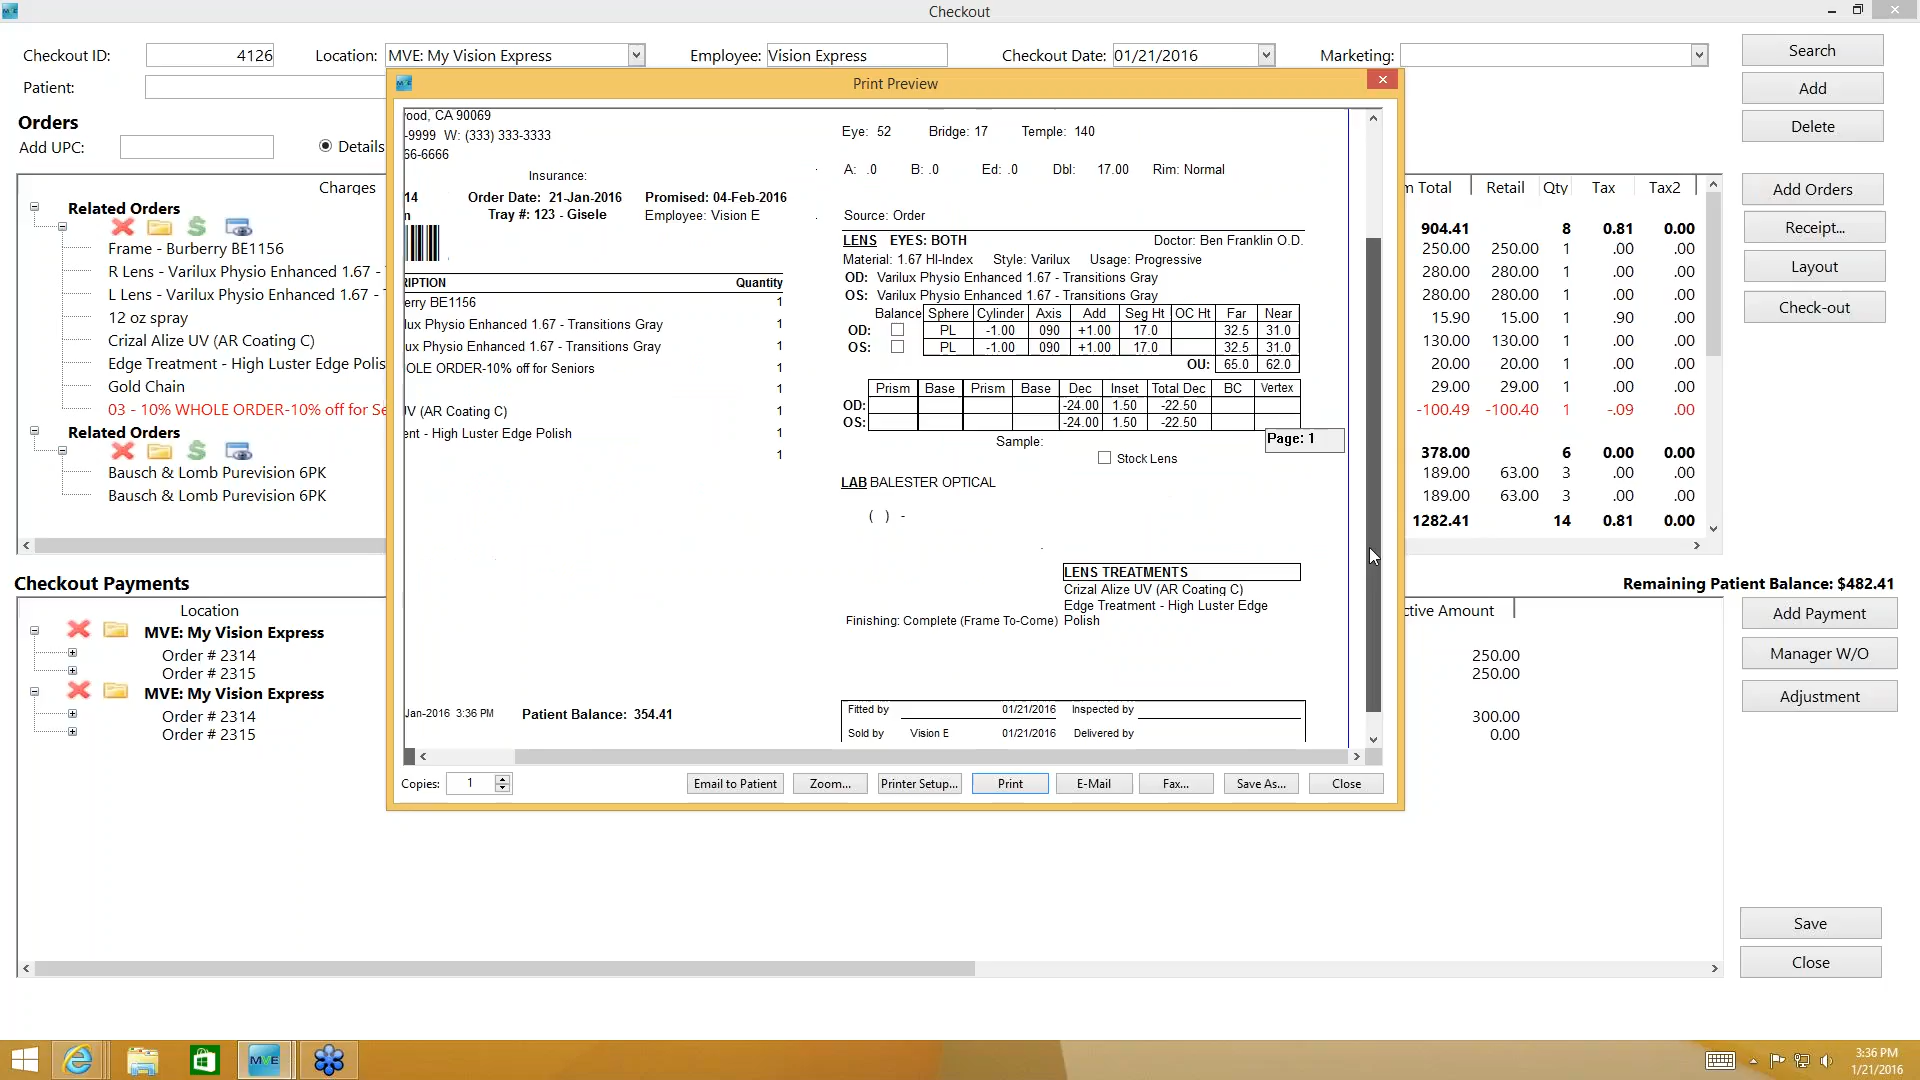 Checkout
Checkout ID: 4126 Location: MVE: My Vision Express Employee: Vision Express Checkout Date: 01/21/2016 Marketing: Search
Patient: Add
Orders
Delete
Add UPC: Details
Print Preview
ood, CA 90069
-9999 W: (333) 333-3333
66-6666
Insurance:
14 Order Date: 21-Jan-2016 Promised: 04-Feb-2016
n Tray #: 123 - Gisele Employee: Vision E
IPTION Quantity
erry BE1156 1
lux Physio Enhanced 1.67 - Transitions Gray 1
ux Physio Enhanced 1.67 - Transitions Gray 1
OLE ORDER-10% off for Seniors 1
1
UV (AR Coating C) 1
ent - High Luster Edge Polish 1
1
Jan-2016 3:36 PM Patient Balance: 354.41
Eye: 52 Bridge: 17 Temple: 140
A: .0 B: .0 Ed: .0 Dbl: 17.00 Rim: Normal
Source: Order
LENS EYES: BOTH Doctor: Ben Franklin O.D.
Material: 1.67 HI-Index Style: Varilux Usage: Progressive
OD: Varilux Physio Enhanced 1.67 - Transitions Gray
OS: Varilux Physio Enhanced 1.67 - Transitions Gray
Balance Sphere Cylinder Axis Add Seg Ht OC Ht Far Near
OD: PL -1.00 090 +1.00 17.0 32.5 31.0
OS: PL -1.00 090 +1.00 17.0 32.5 31.0
OU: 65.0 62.0
Prism Base Prism Base Dec Inset Total Dec BC Vertex
OD: -24.00 1.50 -22.50
OS: -24.00 1.50 -22.50
Sample:
Page: 1
Stock Lens
LAB BALESTER OPTICAL
( ) -
LENS TREATMENTS
Crizal Alize UV (AR Coating C)
Edge Treatment - High Luster Edge
Finishing: Complete (Frame To-Come) Polish
Fitted by 01/21/2016 Inspected by
Sold by Vision E 01/21/2016 Delivered by
Copies: 1 Email to Patient Zoom... Printer Setup... Print E-Mail Fax... Save As... Close
Charges
Related Orders
Frame - Burberry BE1156
R Lens - Varilux Physio Enhanced 1.67 -
L Lens - Varilux Physio Enhanced 1.67 -
12 oz spray
Crizal Alize UV (AR Coating C)
Edge Treatment - High Luster Edge Polis
Gold Chain
03 - 10% WHOLE ORDER-10% off for Se
Related Orders
Bausch & Lomb Purevision 6PK
Bausch & Lomb Purevision 6PK
m Total Retail Qty Tax Tax2
904.41 8 0.81 0.00
250.00 250.00 1 .00 .00
280.00 280.00 1 .00 .00
280.00 280.00 1 .00 .00
15.90 15.00 1 .90 .00
130.00 130.00 1 .00 .00
20.00 20.00 1 .00 .00
29.00 29.00 1 .00 .00
-100.49 -100.40 1 -.09 .00
378.00 6 0.00 0.00
189.00 63.00 3 .00 .00
189.00 63.00 3 .00 .00
1282.41 14 0.81 0.00
Add Orders
Receipt...
Layout
Check-out
Checkout Payments
Remaining Patient Balance: $482.41
Location
ctive Amount
MVE: My Vision Express
Order # 2314 250.00
Order # 2315 250.00
MVE: My Vision Express
Order # 2314 300.00
Order # 2315 0.00
Add Payment
Manager W/O
Adjustment
Save
Close
MVE
3:36 PM
1/21/2016